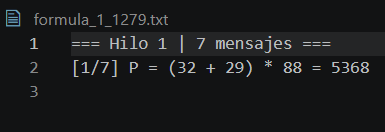 formula_1_1279.txt
1 === Hilo 1 | 7 mensajes ===
2 [1/7] P = (32 + 29) * 88 = 5368
3